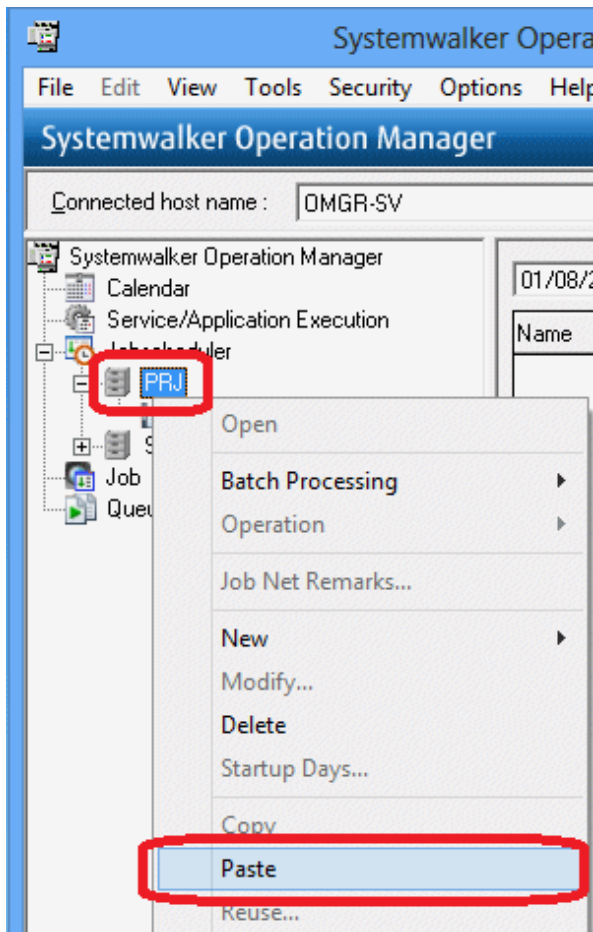 Systemwalker Opera
File Edit View Tools Security Options Help
Systemwalker Operation Manager
Connected host name : OMGR-SV
Systemwalker Operation Manager
Calendar
Service/Application Execution
Jobscheduler
PRJ
S
Job
Queu
01/08/2
Name
Open
Batch Processing
Operation
Job Net Remarks...
New
Modify...
Delete
Startup Days...
Copy
Paste
Reuse...